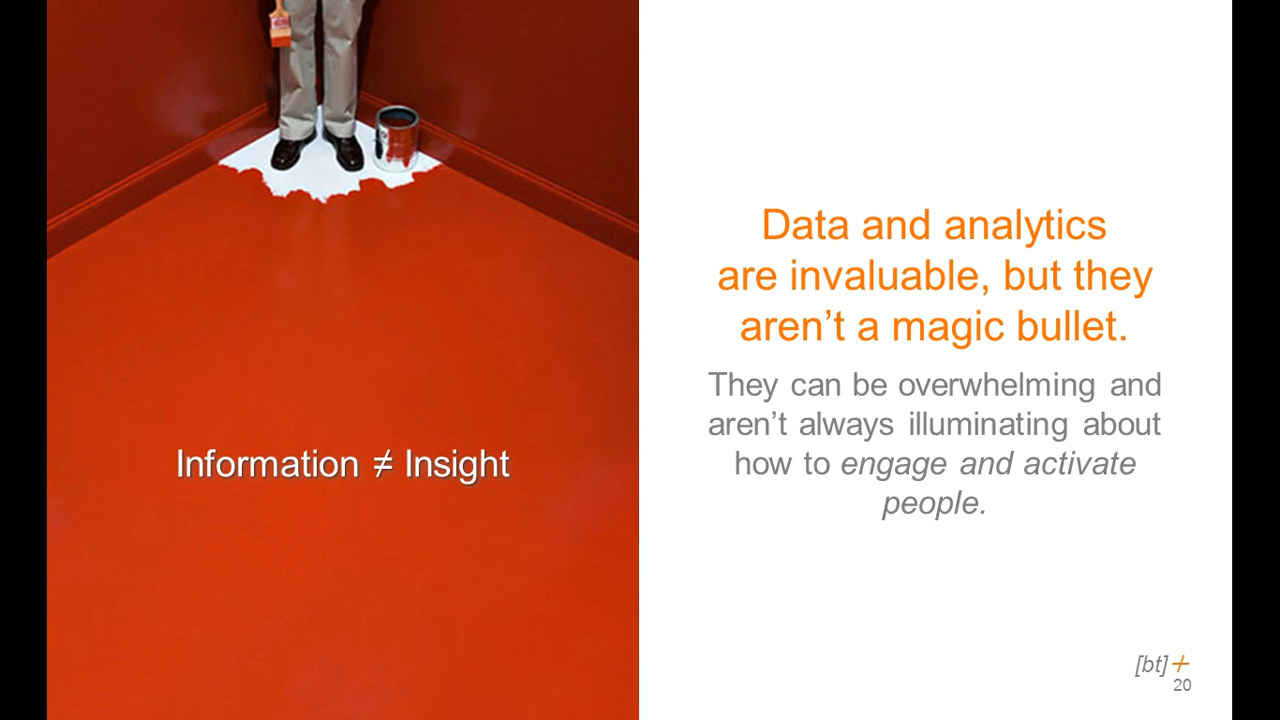 Information ≠ Insight
Data and analytics
are invaluable, but they
aren’t a magic bullet.
They can be overwhelming and
aren’t always illuminating about
how to engage and activate
people.
[bt]+
20